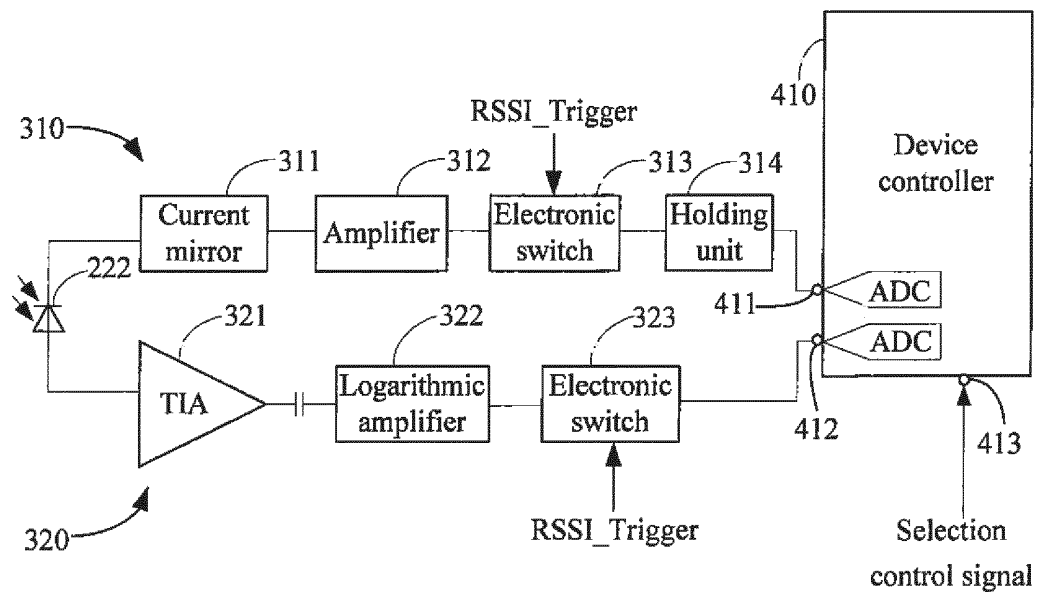 410
RSSI_Trigger
310
311
312
313
314
Device
controller
Current
mirror
Amplifier
Electronic
switch
Holding
unit
222
411
ADC
321
322
323
ADC
TIA
Logarithmic
amplifier
Electronic
switch
412
413
320
RSSI_Trigger
Selection
control signal